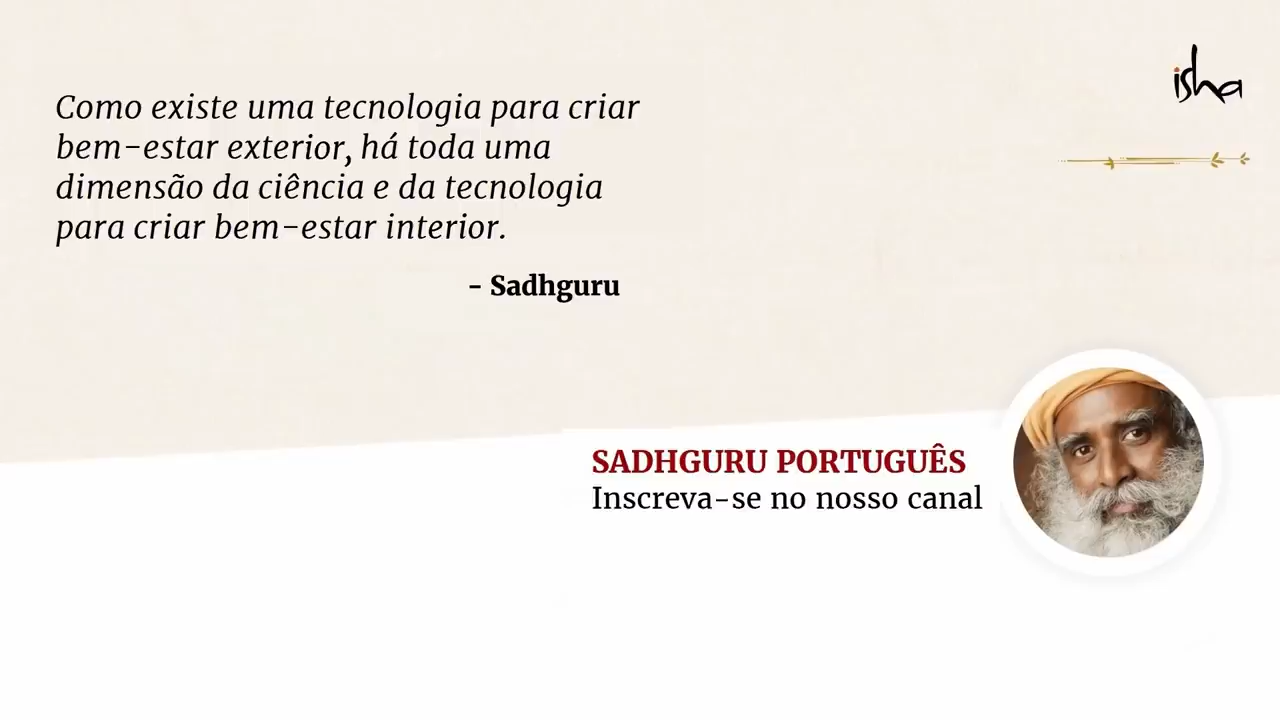 isha
Como existe uma tecnologia para criar
bem-estar exterior, há toda uma
dimensão da ciência e da tecnologia
para criar bem-estar interior.
- Sadhguru
SADHGURU PORTUGUÊS
Inscreva-se no nosso canal